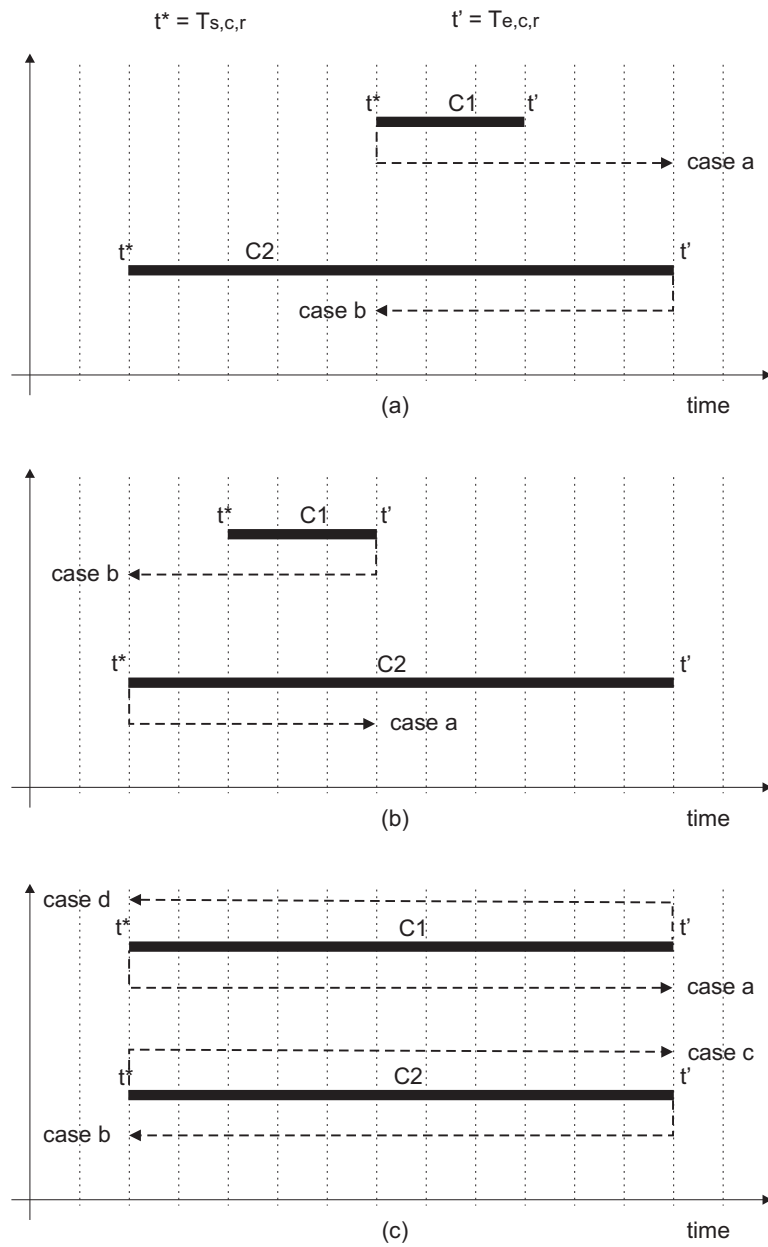 t* = Ts,c,r t' = Te,c,r
t* C1 t'
case a
t* C2 t'
case b
(a) time
t* C1 t'
case b
t* C2 t'
case a
(b) time
case d
t* C1 t'
case a
case c
t* C2 t'
case b
(c) time